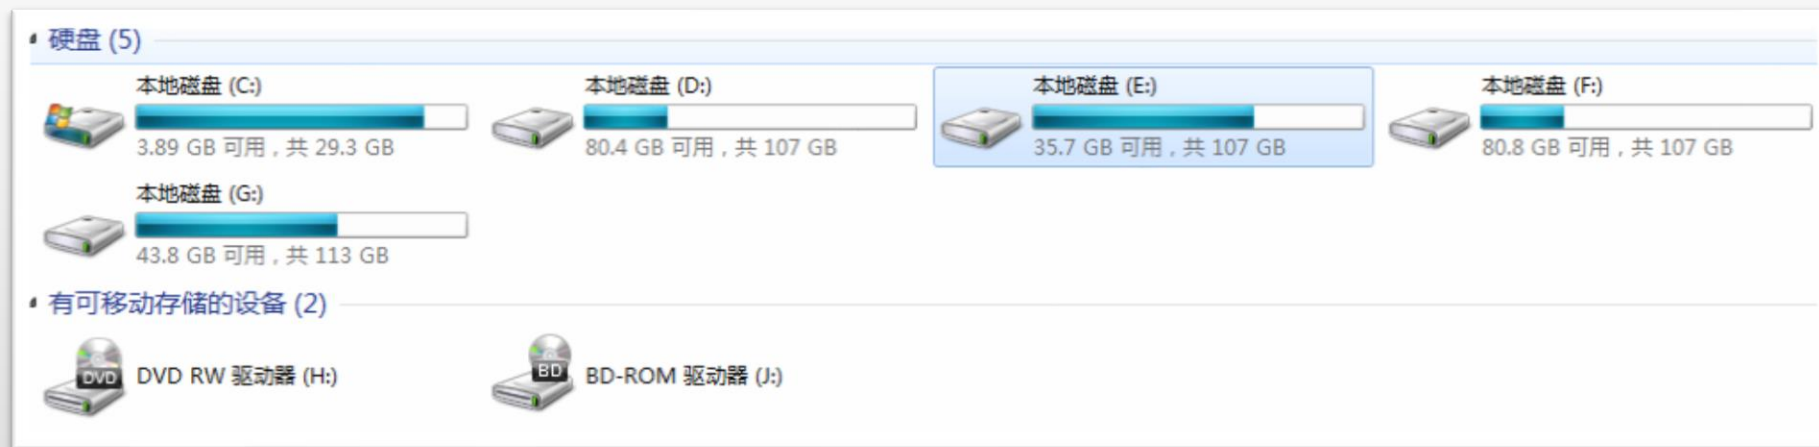 硬盘 (5)
本地磁盘 (C:)
3.89 GB 可用，共 29.3 GB
本地磁盘 (D:)
80.4 GB 可用，共 107 GB
本地磁盘 (E:)
35.7 GB 可用，共 107 GB
本地磁盘 (F:)
80.8 GB 可用，共 107 GB
本地磁盘 (G:)
43.8 GB 可用，共 113 GB
有可移动存储的设备 (2)
DVD
DVD RW 驱动器 (H:)
BD
BD-ROM 驱动器 (J:)